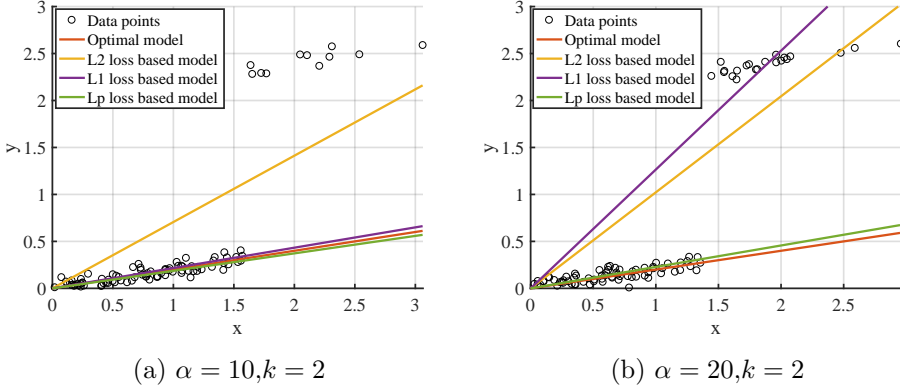 3
2.5
2
1.5
1
0.5
0
y
Data points
Optimal model
L2 loss based model
L1 loss based model
Lp loss based model
0 0.5 1 1.5 2 2.5 3
x
(a) α = 10,k = 2
3
2.5
2
1.5
1
0.5
0
y
Data points
Optimal model
L2 loss based model
L1 loss based model
Lp loss based model
0 0.5 1 1.5 2 2.5
x
(b) α = 20,k = 2